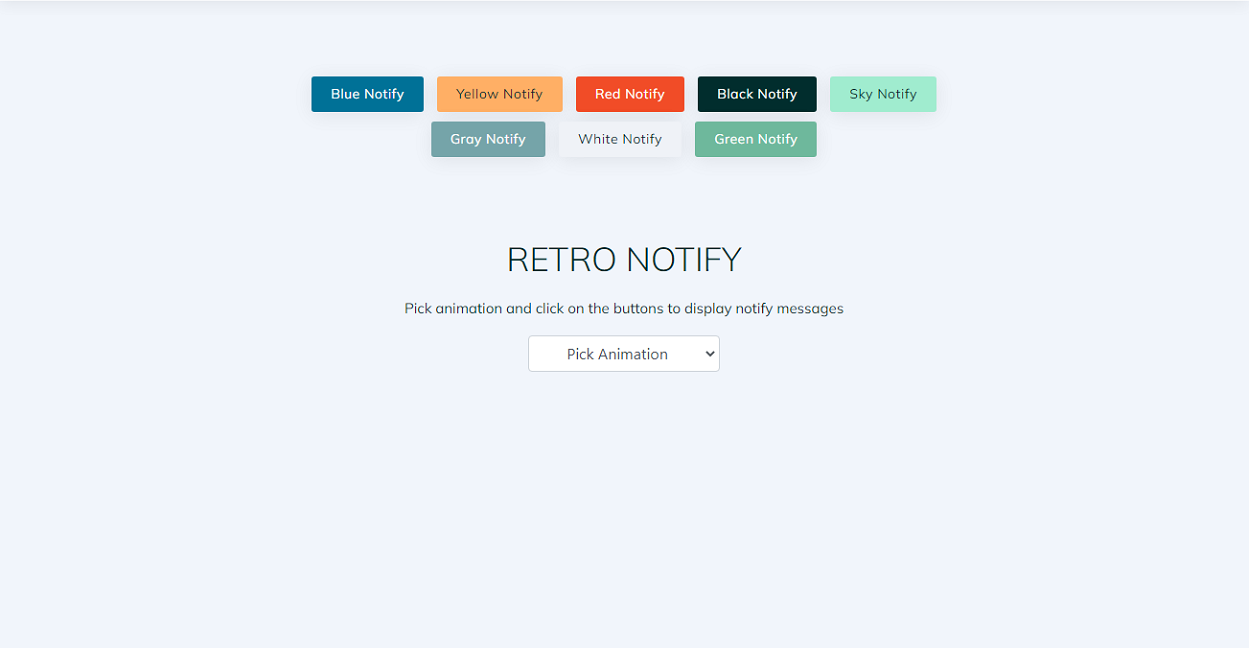 Blue Notify Yellow Notify Red Notify Black Notify Sky Notify
Gray Notify White Notify Green Notify
RETRO NOTIFY
Pick animation and click on the buttons to display notify messages
Pick Animation